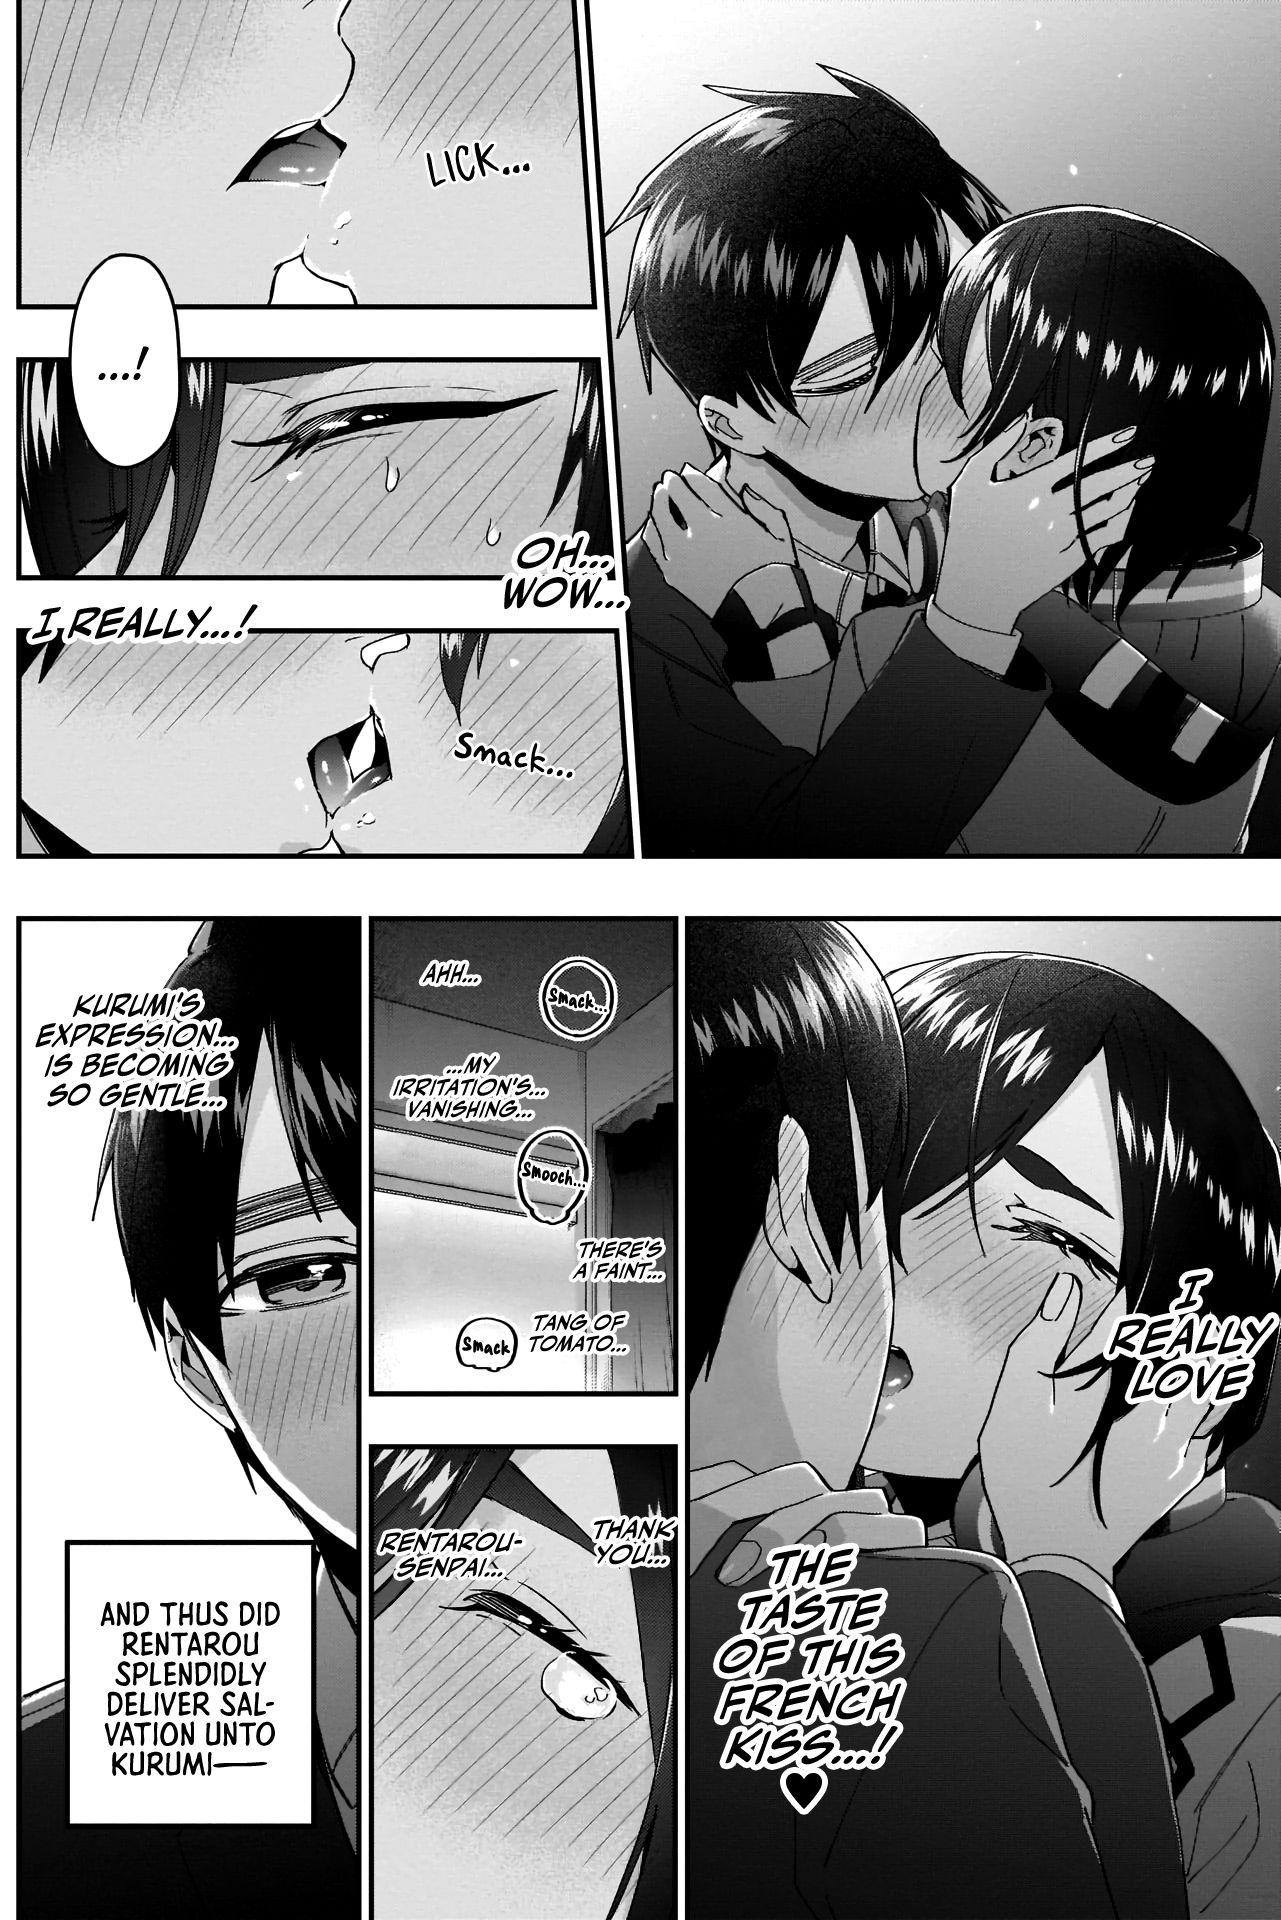 LICK...
...!
OH...
WOW...
I REALLY...!
Smack...
I
REALLY
LOVE
THE
TASTE
OF THIS
FRENCH
KISS...!
♥
AHH...
Smack...
...MY
IRRITATION'S...
VANISHING...
Smooch...
THERE'S
A FAINT...
TANG OF
TOMATO...
Smack
THANK
YOU...
RENTAROU-
SENPAI...
KURUMI'S
EXPRESSION...
IS BECOMING
SO GENTLE...
AND THUS DID
RENTAROU
SPLENDIDLY
DELIVER SAL-
VATION UNTO
KURUMI—